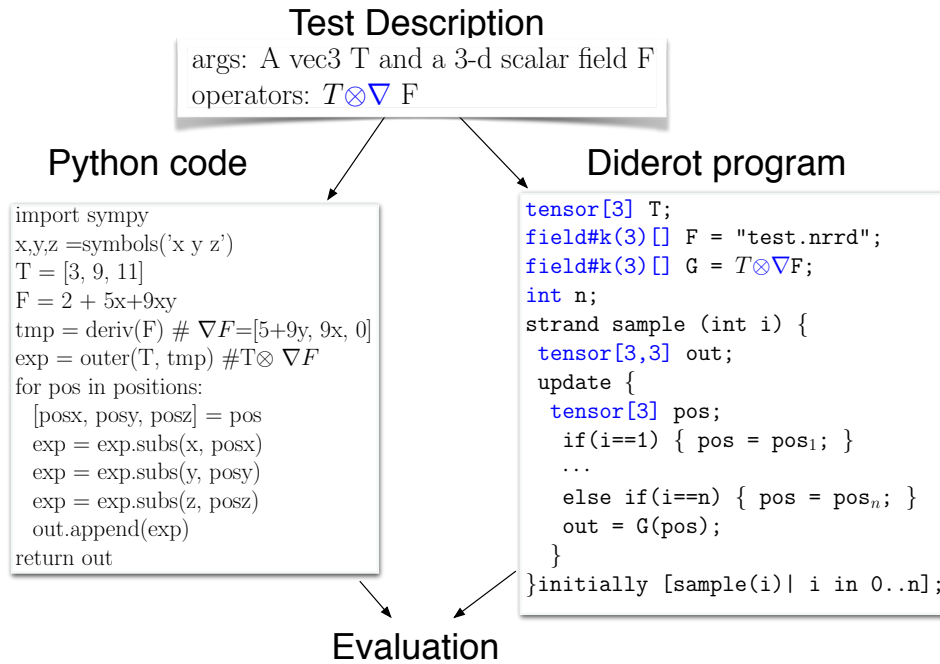 Test Description
args: A vec3 T and a 3-d scalar field F
operators: T⊗∇ F
Python code
import sympy
x,y,z =symbols('x y z')
T = [3, 9, 11]
F = 2 + 5x+9xy
tmp = deriv(F) # ∇F=[5+9y, 9x, 0]
exp = outer(T, tmp) #T⊗ ∇F
for pos in positions:
[posx, posy, posz] = pos
exp = exp.subs(x, posx)
exp = exp.subs(y, posy)
exp = exp.subs(z, posz)
out.append(exp)
return out
Diderot program
tensor[3] T;
field#k(3)[] F = "test.nrrd";
field#k(3)[] G = T⊗∇F;
int n;
strand sample (int i) {
tensor[3,3] out;
update {
tensor[3] pos;
if(i==1) { pos = pos₁; }
...
else if(i==n) { pos = posₙ; }
out = G(pos);
}
}initially [sample(i)| i in 0..n];
Evaluation